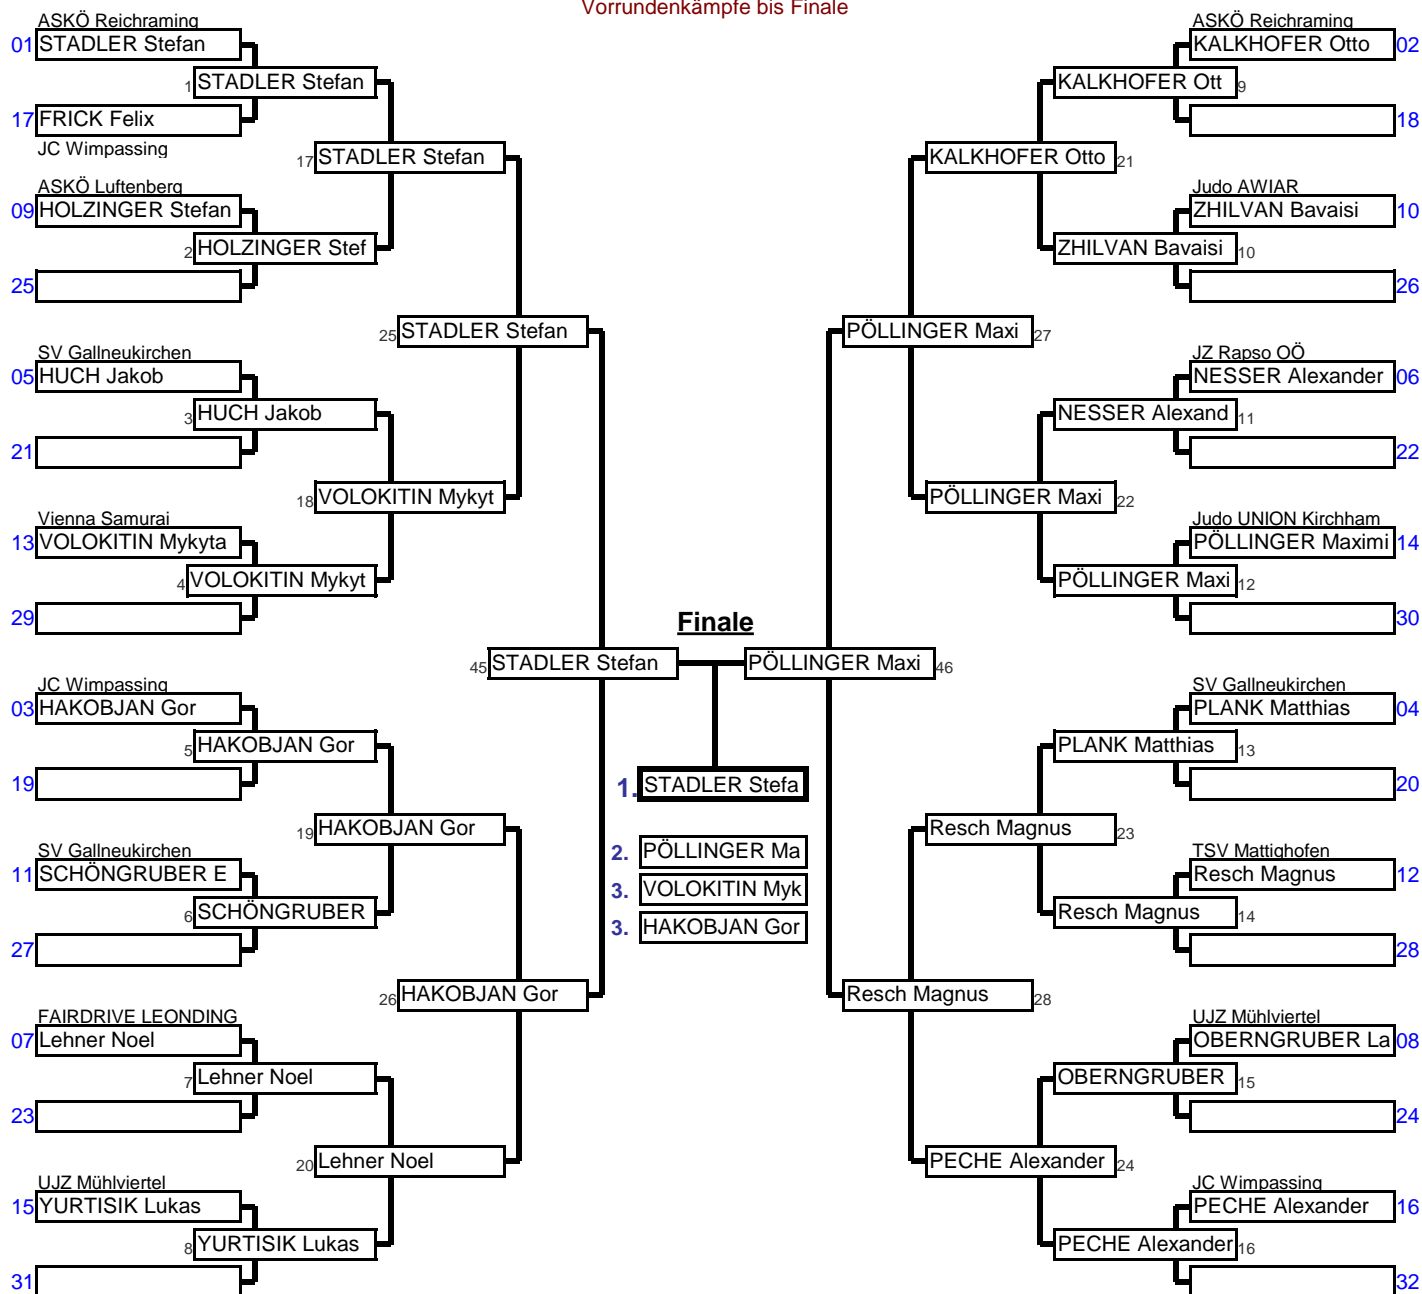 Vorrundenkämpfe bis Finale
ASKÖ Reichraming
01 STADLER Stefan
1 STADLER Stefan
17 FRICK Felix
JC Wimpassing
17 STADLER Stefan
ASKÖ Luftenberg
09 HOLZINGER Stefan
2 HOLZINGER Stef
25
25 STADLER Stefan
SV Gallneukirchen
05 HUCH Jakob
3 HUCH Jakob
21
18 VOLOKITIN Mykyt
Vienna Samurai
13 VOLOKITIN Mykyta
4 VOLOKITIN Mykyt
29
45 STADLER Stefan
JC Wimpassing
03 HAKOBJAN Gor
5 HAKOBJAN Gor
19
19 HAKOBJAN Gor
SV Gallneukirchen
11 SCHÖNGRUBER E
6 SCHÖNGRUBER
27
26 HAKOBJAN Gor
FAIRDRIVE LEONDING
07 Lehner Noel
7 Lehner Noel
23
20 Lehner Noel
UJZ Mühlviertel
15 YURTISIK Lukas
8 YURTISIK Lukas
31
Finale
1. STADLER Stefa
2. PÖLLINGER Ma
3. VOLOKITIN Myk
3. HAKOBJAN Gor
ASKÖ Reichraming
KALKHOFER Otto 02
KALKHOFER Ott 9
18
KALKHOFER Otto 21
Judo AWIAR
ZHILVAN Bavaisi 10
ZHILVAN Bavaisi 10
26
PÖLLINGER Maxi 27
JZ Rapso OÖ
NESSER Alexander 06
NESSER Alexand 11
22
PÖLLINGER Maxi 22
Judo UNION Kirchham
PÖLLINGER Maximi 14
PÖLLINGER Maxi 12
30
PÖLLINGER Maxi 46
SV Gallneukirchen
PLANK Matthias 04
PLANK Matthias 13
20
Resch Magnus 23
TSV Mattighofen
Resch Magnus 12
Resch Magnus 14
28
Resch Magnus 28
UJZ Mühlviertel
OBERNGRUBER La 08
OBERNGRUBER 15
24
PECHE Alexander 24
JC Wimpassing
PECHE Alexander 16
PECHE Alexander 16
32